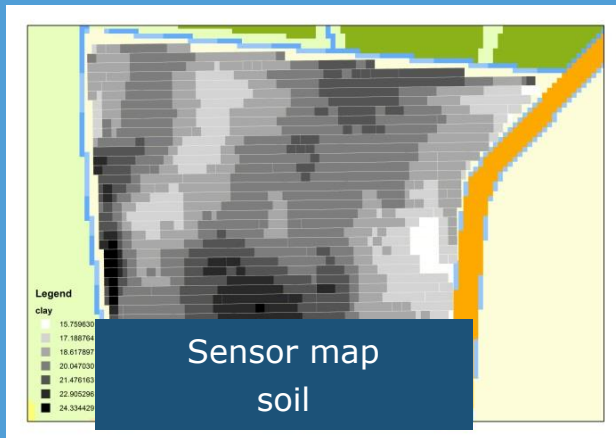 Legend
clay
15.759630
17.188764
18.617897
20.047030
21.476163
22.905296
24.334429
Sensor map
soil